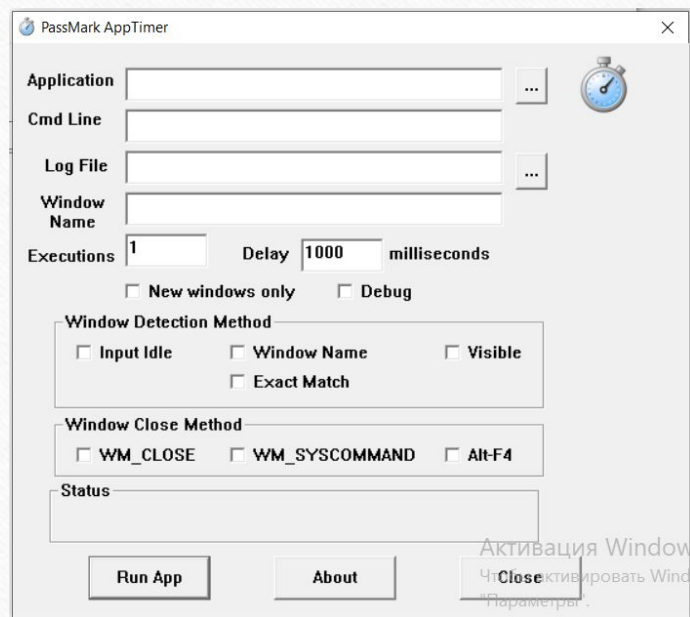 PassMark AppTimer
Application
...
Cmd Line
Log File
...
Window
Name
Executions 1 Delay 1000 milliseconds
New windows only Debug
Window Detection Method
Input Idle Window Name Visible
Exact Match
Window Close Method
WM_CLOSE WM_SYSCOMMAND Alt-F4
Status
Run App About Close
Активация Window
активировать Wind
"Параметры".